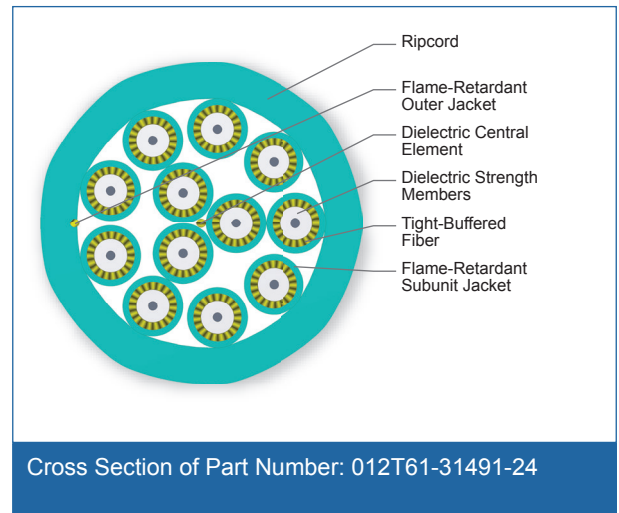 Ripcord
Flame-Retardant
Outer Jacket
Dielectric Central
Element
Dielectric Strength
Members
Tight-Buffered
Fiber
Flame-Retardant
Subunit Jacket
Cross Section of Part Number: 012T61-31491-24